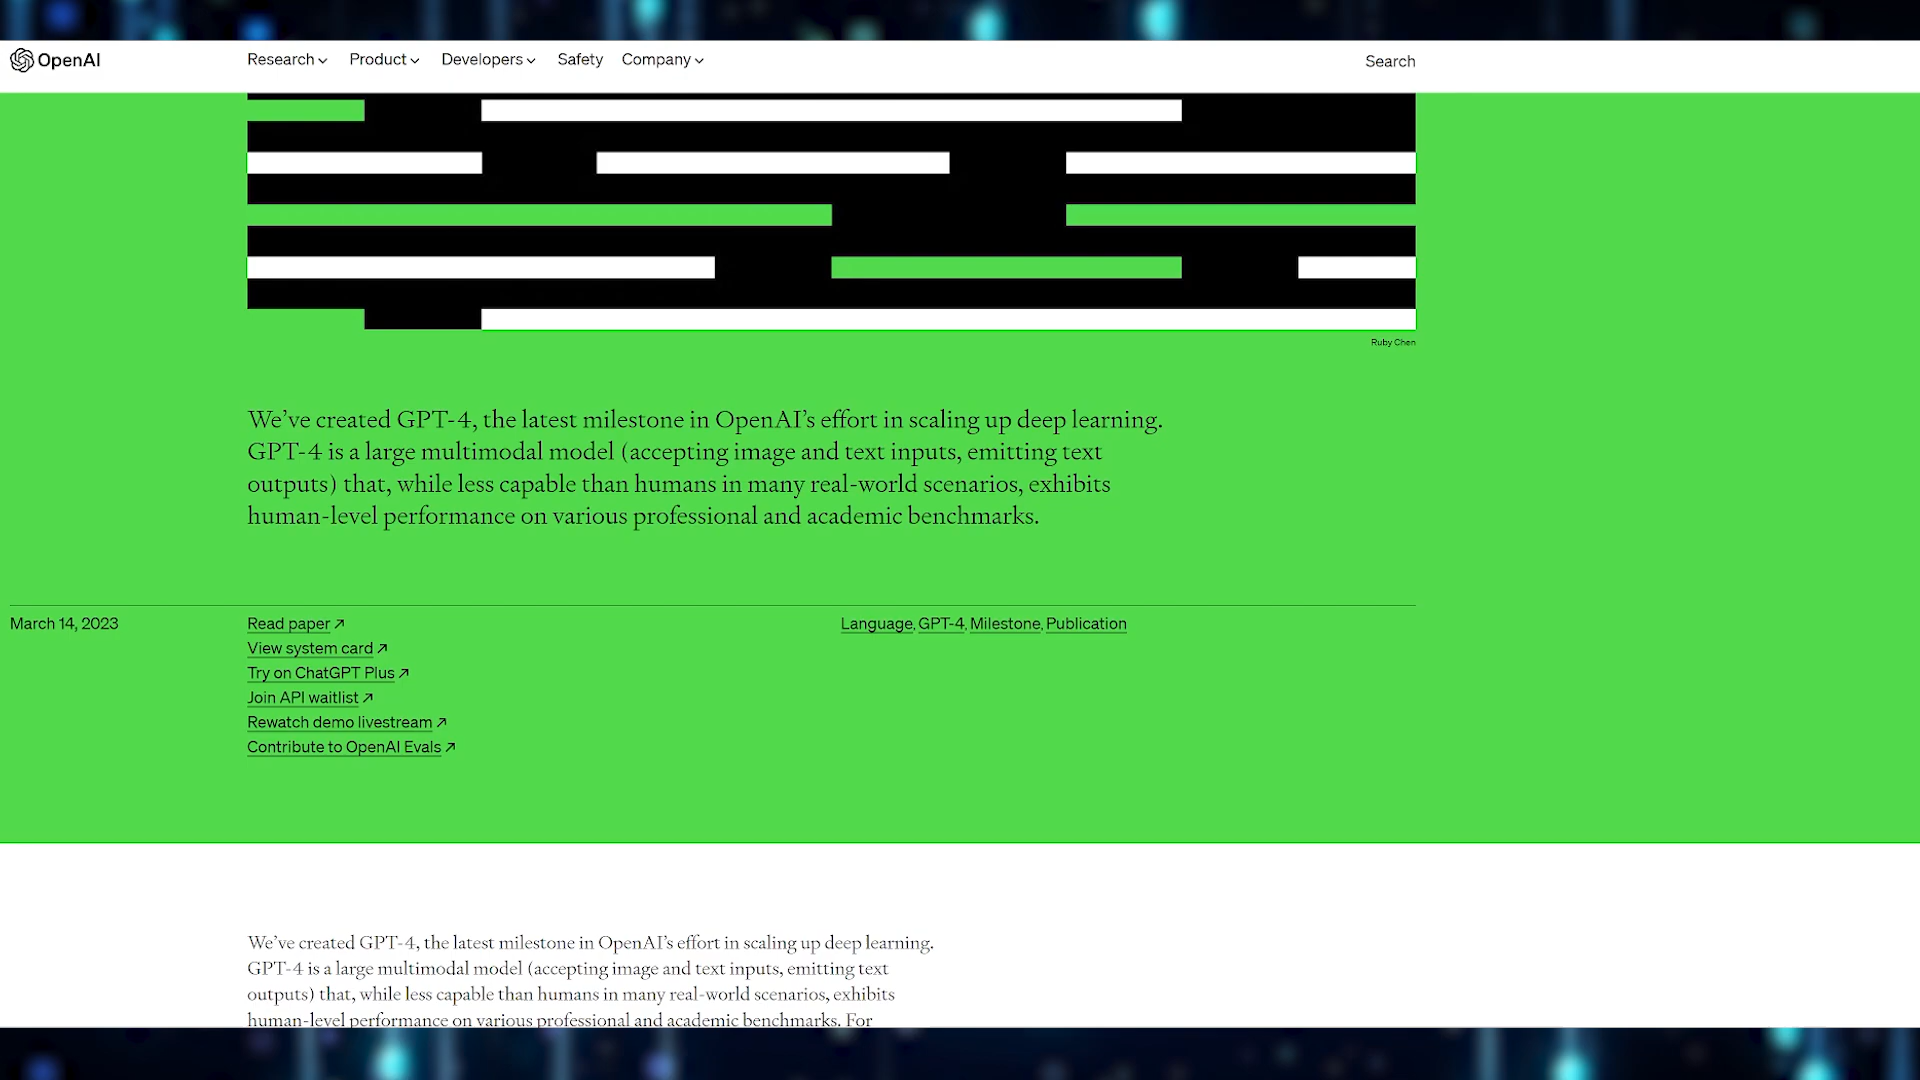 OpenAI
Research Product Developers Safety Company
Search
Ruby Chen
We’ve created GPT-4, the latest milestone in OpenAI’s effort in scaling up deep learning.
GPT-4 is a large multimodal model (accepting image and text inputs, emitting text
outputs) that, while less capable than humans in many real-world scenarios, exhibits
human-level performance on various professional and academic benchmarks.
March 14, 2023
Read paper ↗
View system card ↗
Try on ChatGPT Plus ↗
Join API waitlist ↗
Rewatch demo livestream ↗
Contribute to OpenAI Evals ↗
Language, GPT-4, Milestone, Publication
We’ve created GPT-4, the latest milestone in OpenAI’s effort in scaling up deep learning.
GPT-4 is a large multimodal model (accepting image and text inputs, emitting text
outputs) that, while less capable than humans in many real-world scenarios, exhibits
human-level performance on various professional and academic benchmarks. For